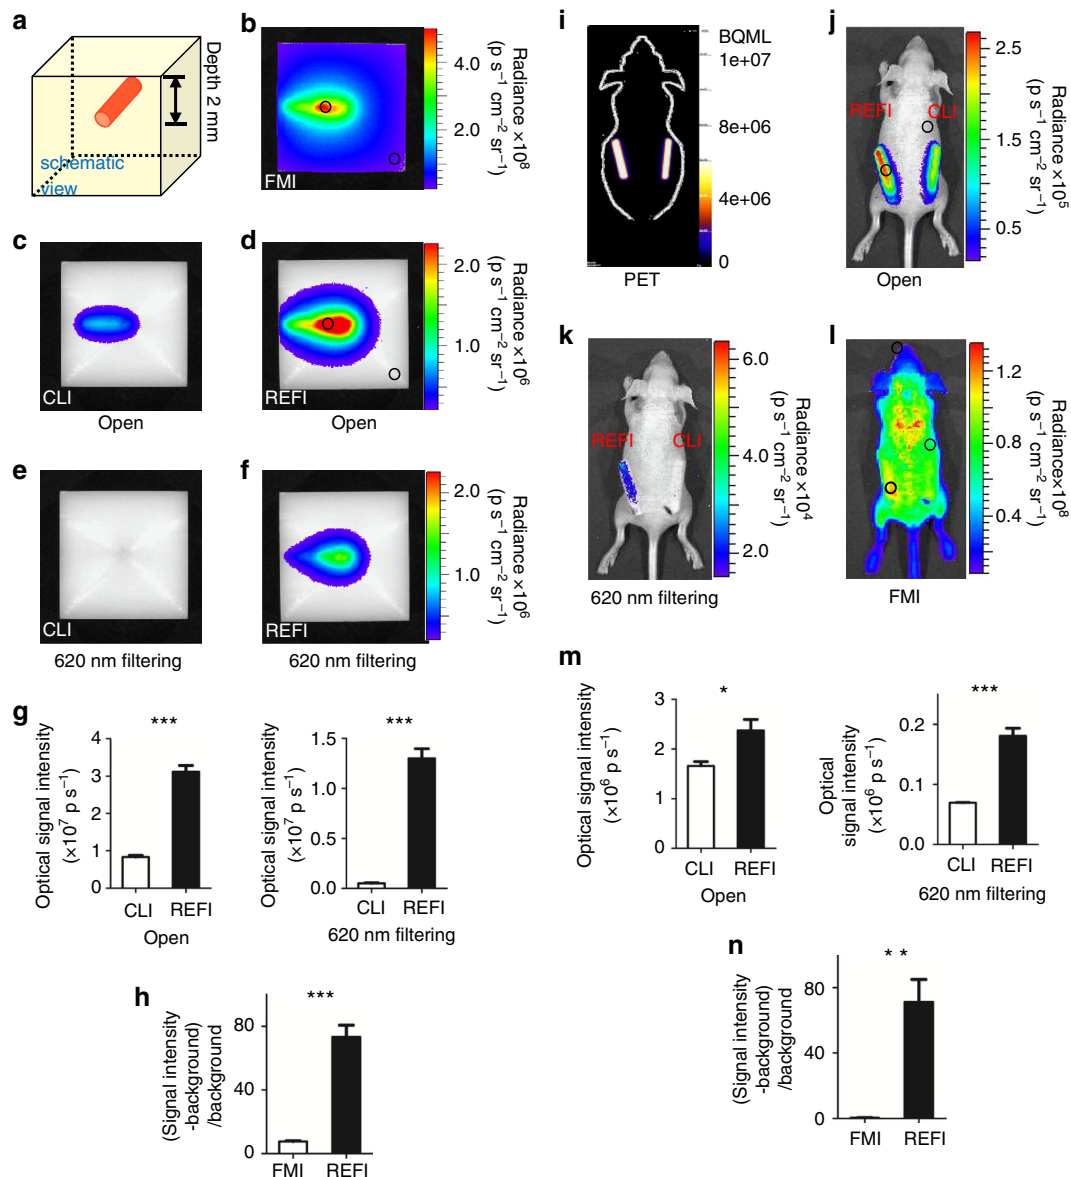 a
Depth 2 mm
schematic
view
b
FMI
4.0
2.0
Radiance ×10⁸
(p s⁻¹ cm⁻² sr⁻¹)
c
CLI
Open
d
REFI
Open
2.0
1.0
Radiance ×10⁶
(p s⁻¹ cm⁻² sr⁻¹)
e
CLI
620 nm filtering
f
REFI
620 nm filtering
2.0
1.0
Radiance ×10⁶
(p s⁻¹ cm⁻² sr⁻¹)
g
Optical signal intensity
(×10⁷ p s⁻¹)
4
3
2
1
0
***
CLI REFI
Open
Optical signal intensity
(×10⁷ p s⁻¹)
1.5
1.0
0.5
0.0
***
CLI REFI
620 nm filtering
h
(Signal intensity
-background)
/background
80
40
0
***
FMI REFI
i
BQML
1e+07
8e+06
4e+06
0
PET
j
REFI CLI
Open
2.5
1.5
0.5
Radiance ×10⁵
(p s⁻¹ cm⁻² sr⁻¹)
k
REFI CLI
620 nm filtering
6.0
4.0
2.0
Radiance ×10⁴
(p s⁻¹ cm⁻² sr⁻¹)
l
FMI
1.2
0.8
0.4
Radiance×10⁸
(p s⁻¹ cm⁻² sr⁻¹)
m
Optical signal intensity
(×10⁶ p s⁻¹)
3
2
1
0
*
CLI REFI
Open
Optical
signal intensity
(×10⁶ p s⁻¹)
0.2
0.1
0.0
***
CLI REFI
620 nm filtering
n
(Signal intensity
-background)
/background
80
40
0
* *
FMI REFI